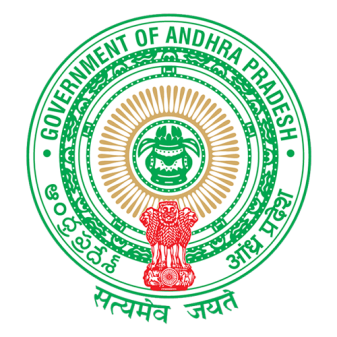 GOVERNMENT OF ANDHRA PRADESH
ఆంధ్రప్రదేశ్
आंध्र प्रदेश
सत्यमेव जयते